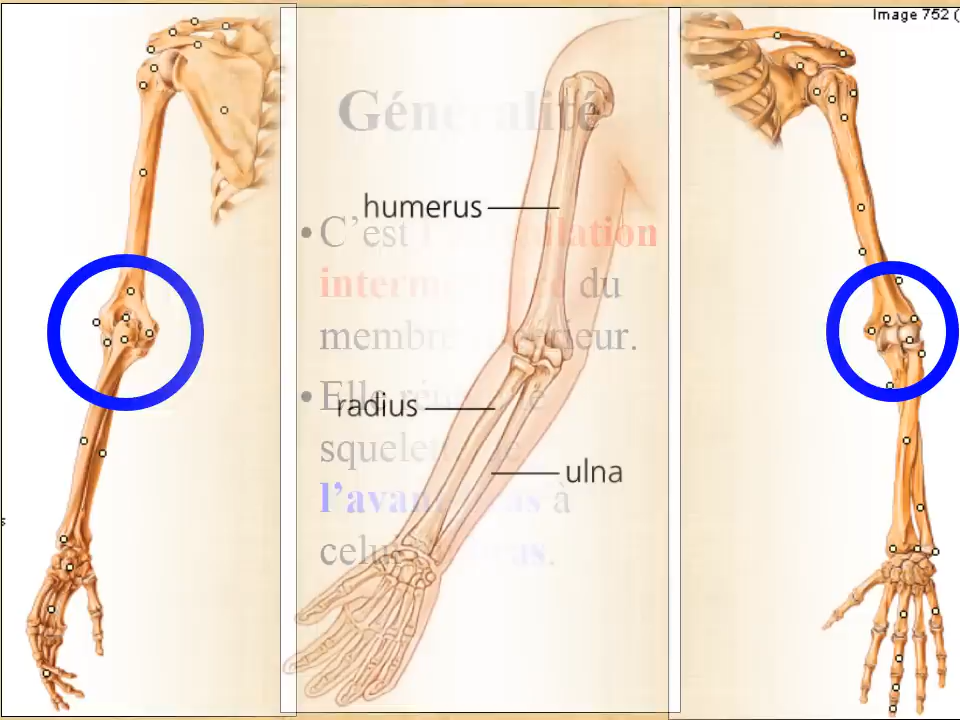 Image 752 (
Généralité
humerus
• C'est l'articulation
intermédiaire du
membre supérieur.
• Elle réunit le
radius
squelette de
ulna
l'avant-bras à
celui du bras.
s